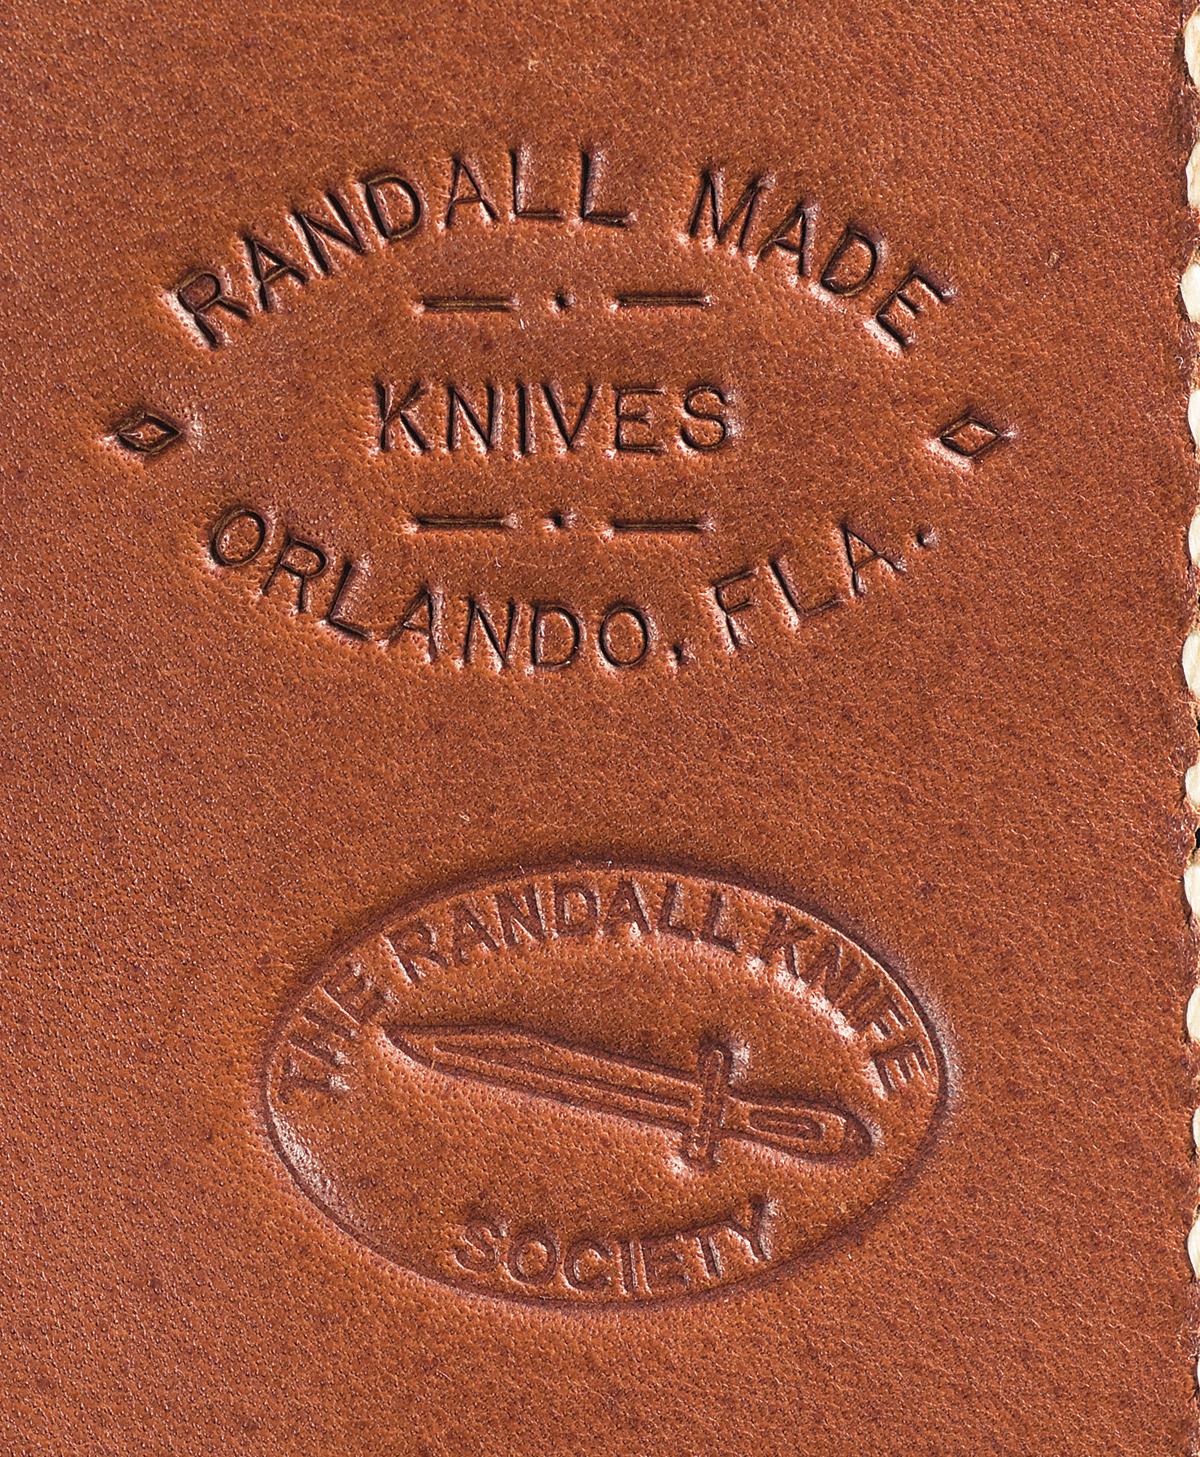 RANDALL MADE
KNIVES
ORLANDO, FLA.
THE RANDALL KNIFE
SOCIETY